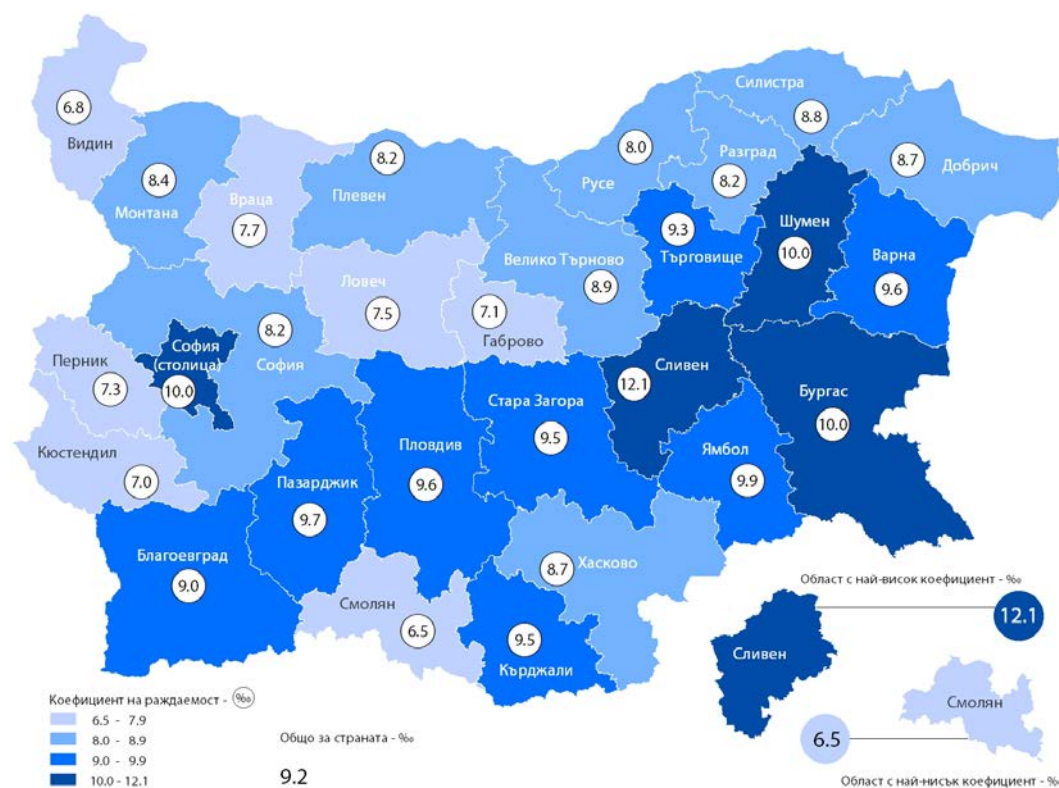 6.8
Видин
8.4
Монтана
Враца
7.7
8.2
Плевен
Ловеч
7.5
7.1
Габрово
Велико Търново
8.9
8.0
Русе
Разград
8.2
Силистра
8.8
8.7
Добрич
9.3
Търговище
Шумен
10.0
Варна
9.6
8.2
София
София
(столица)
10.0
Перник
7.3
Кюстендил
7.0
Благоевград
9.0
Пазарджик
9.7
Пловдив
9.6
Стара Загора
9.5
Сливен
12.1
Ямбол
9.9
Бургас
10.0
Хасково
8.7
Смолян
6.5
9.5
Кърджали
Област с най-висок коефициент - ‰
12.1
Сливен
Смолян
6.5
Област с най-нисък коефициент - ‰
Коефициент на раждаемост - ‰
6.5 - 7.9
8.0 - 8.9
9.0 - 9.9
10.0 - 12.1
Общо за страната - ‰
9.2